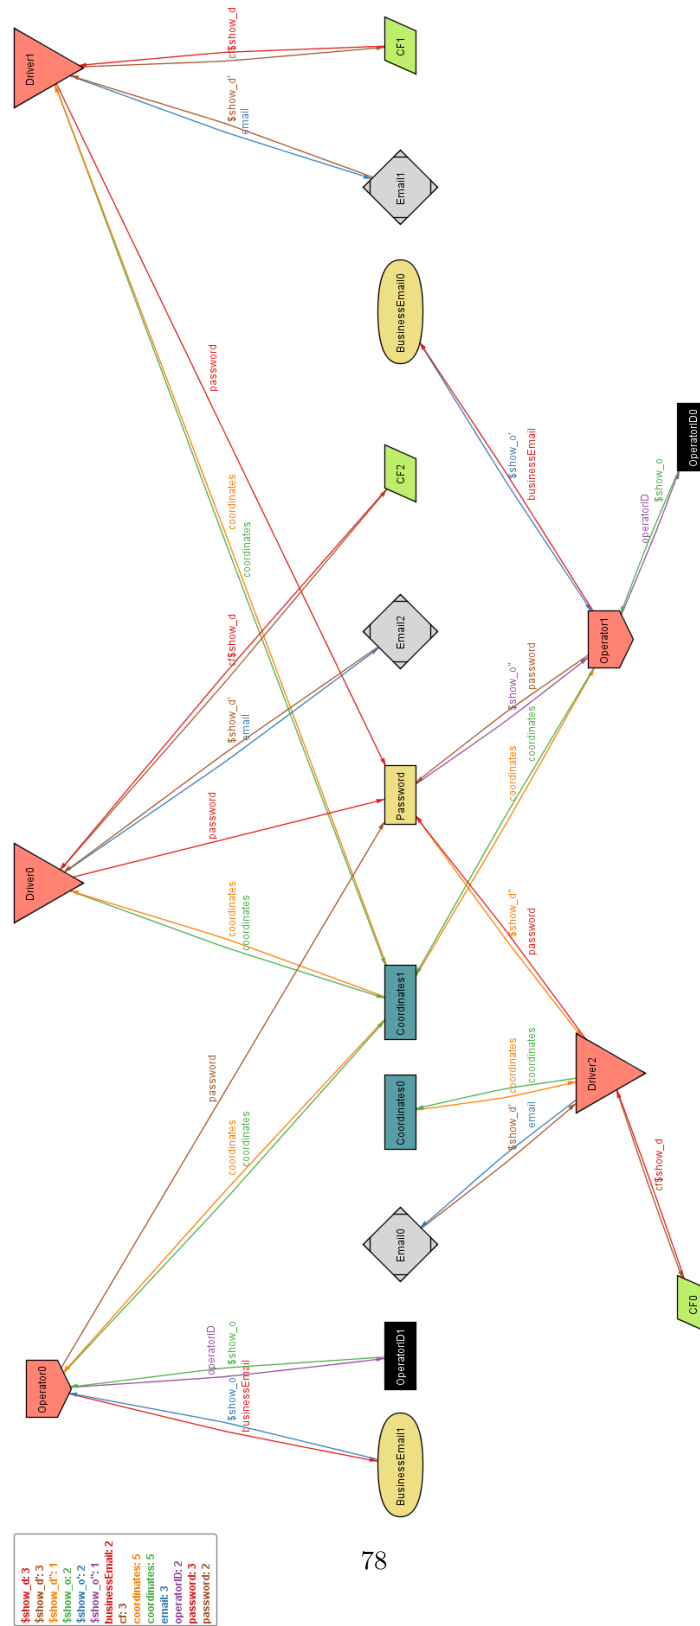 $show_d: 3
$show_d': 3
$show_d": 1
$show_o: 2
$show_o': 2
$show_o": 1
businessEmail: 2
cf: 3
coordinates: 5
coordinates: 5
email: 3
operatorID: 2
password: 3
password: 2
Operator0
Driver0
Driver1
businessEmail
$show_o'
operatorID
$show_o
coordinates
coordinates
password
coordinates
coordinates
password
$show_d'
email
cf$show_d
coordinates
coordinates
password
$show_d'
email
cf$show_d
BusinessEmail1
OperatorID1
Email0
Coordinates0
Coordinates1
Password
Email2
CF2
BusinessEmail0
Email1
CF1
$show_d'
email
coordinates
coordinates
$show_d"
password
coordinates
coordinates
$show_o"
password
$show_o'
businessEmail
Driver2
Operator1
cf$show_d
operatorID
$show_o
CF0
OperatorID0
78